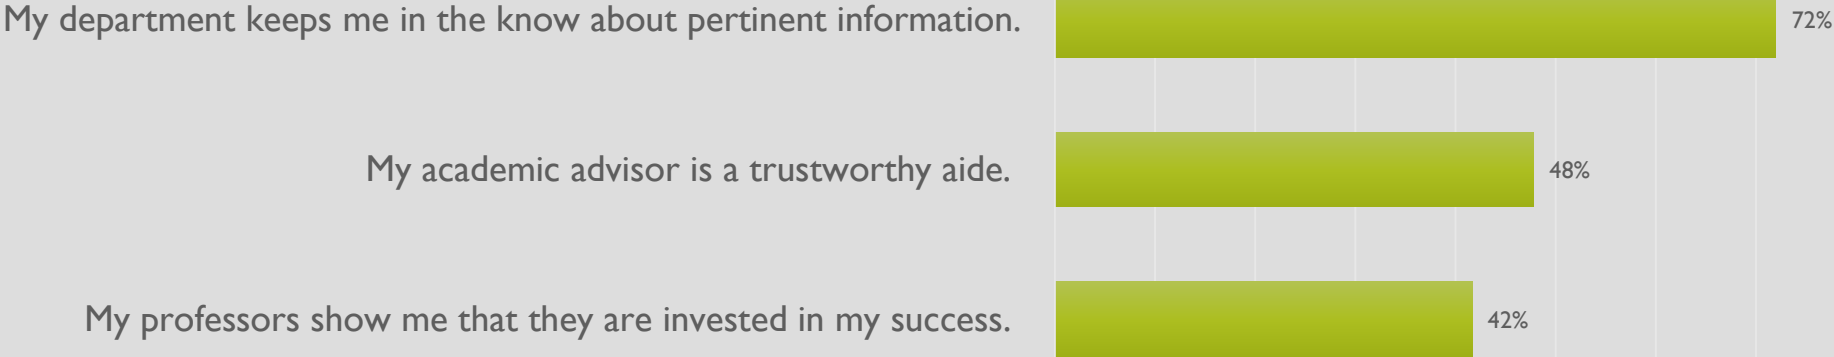 My department keeps me in the know about pertinent information.
72%
My academic advisor is a trustworthy aide.
48%
My professors show me that they are invested in my success.
42%